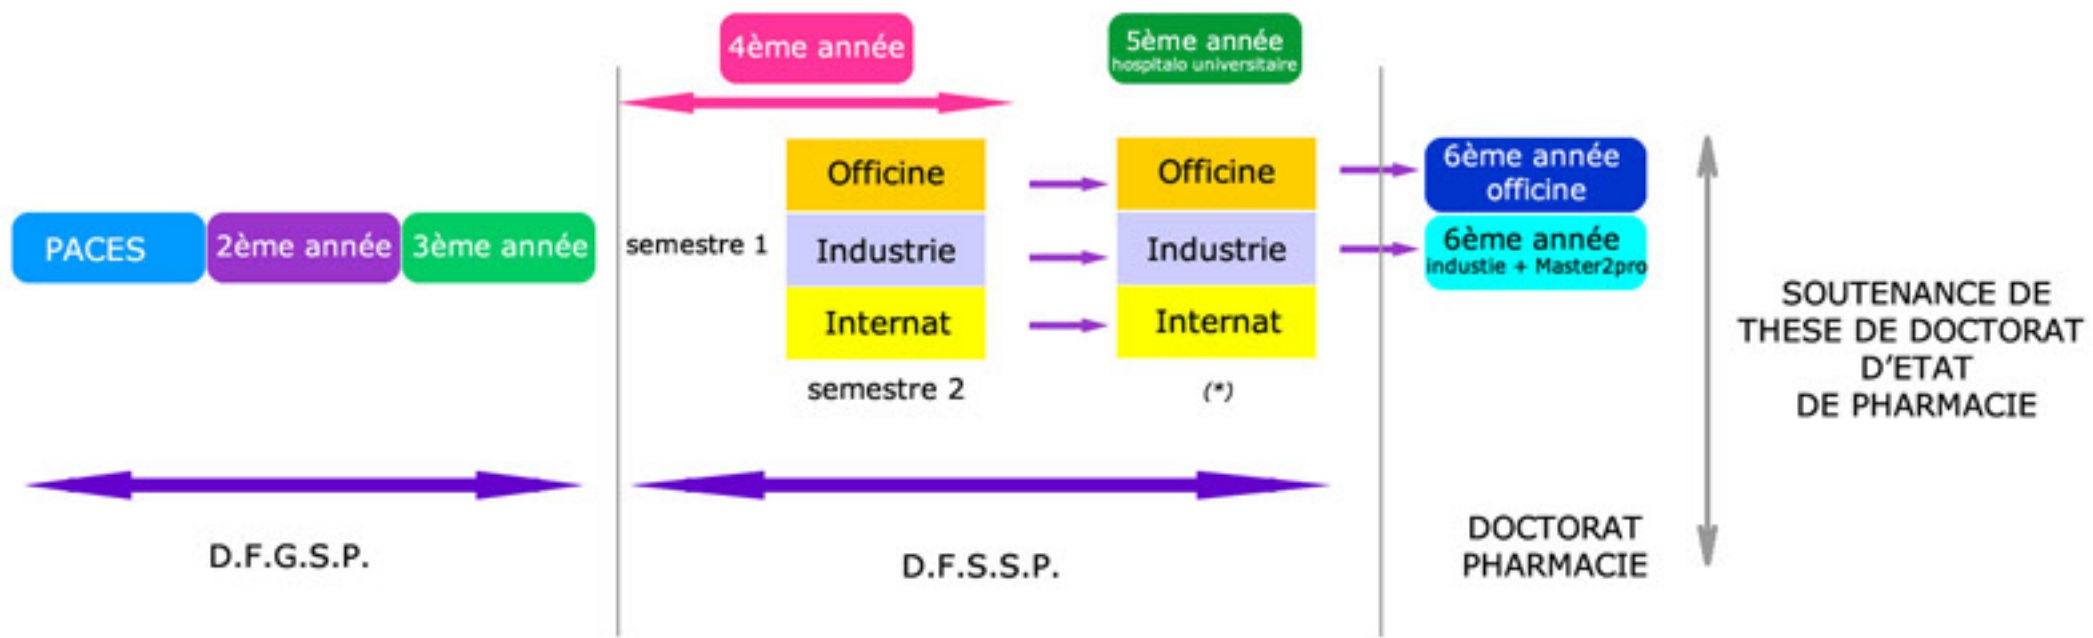 4ème année
5ème année
hospitalo universitaire
PACES
2ème année
3ème année
semestre 1
Officine
Industrie
Internat
semestre 2
Officine
Industrie
Internat
(*)
6ème année
officine
6ème année
industie + Master2pro
SOUTENANCE DE
THESE DE DOCTORAT
D'ETAT
DE PHARMACIE
D.F.G.S.P.
D.F.S.S.P.
DOCTORAT
PHARMACIE